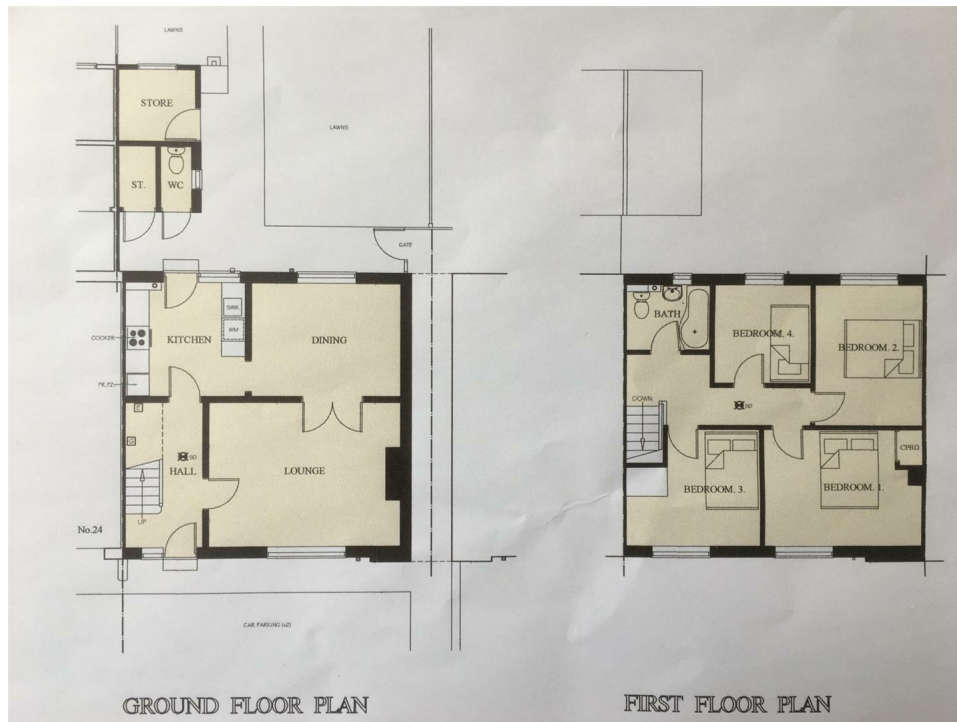 LAWNS
STORE
LAWNS
ST.
WC
GATE
SINK
WM
COOKER
KITCHEN
DINING
FR.FZ.
SD
HALL
LOUNGE
UP
No.24
CAR PARKING (x2)
GROUND FLOOR PLAN
BATH
BEDROOM. 4.
BEDROOM. 2.
DOWN
SD
CPBD
BEDROOM. 3.
BEDROOM. 1.
FIRST FLOOR PLAN